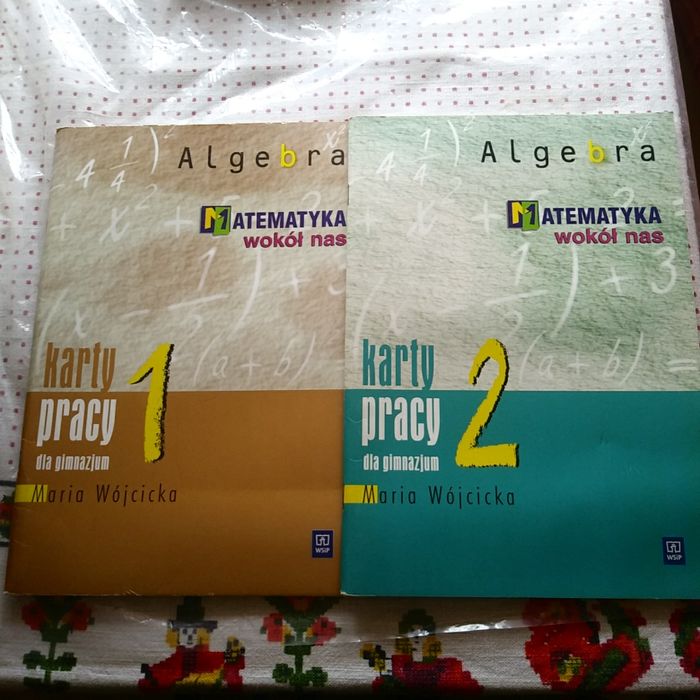 Algebra
MATEMATYKA
wokół nas
karty
pracy
1
dla gimnazjum
Maria Wójcicka
WSiP
Algebra
MATEMATYKA
wokół nas
karty
pracy
2
dla gimnazjum
Maria Wójcicka
WSiP